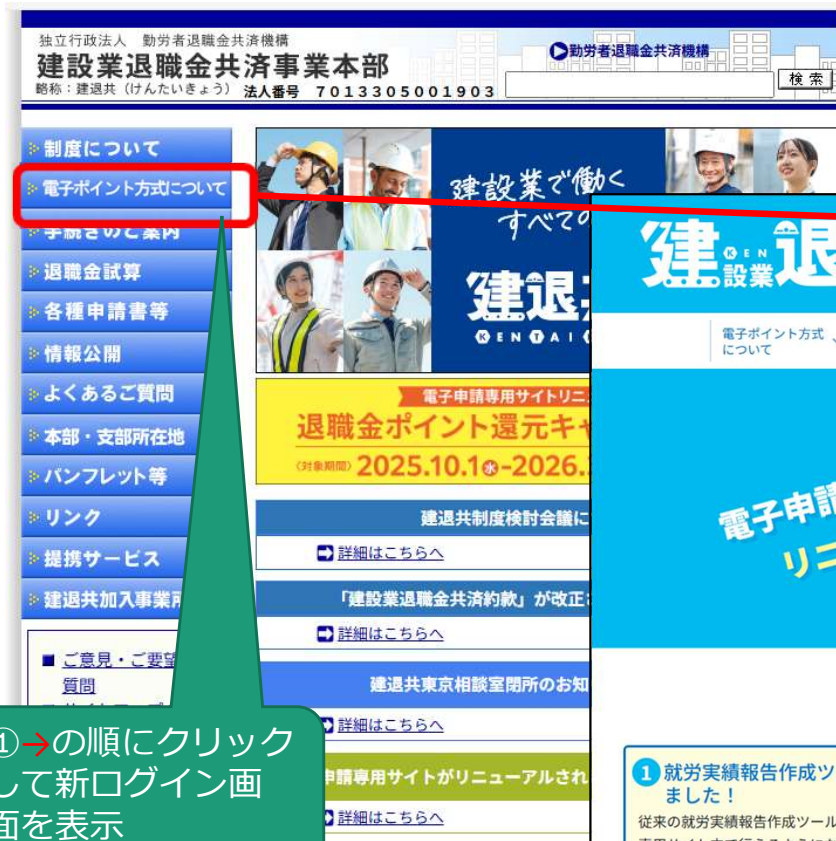 独立行政法人 勤労者退職金共済機構
建設業退職金共済事業本部
略称：建退共（けんたいきょう） 法人番号 7013305001903
勤労者退職金共済機構
検索
制度について
電子ポイント方式について
手続きのご案内
退職金試算
各種申請書等
情報公開
よくあるご質問
本部・支部所在地
パンフレット等
リンク
提携サービス
建退共加入事業所
ご意見・ご要望
質問
①→の順にクリック
して新ログイン画
面を表示
建設業で働く
すべての
建退
KENTAI
電子申請専用サイトリニ
退職金ポイント還元キ
〈対象期間〉2025.10.1㊌-2026.
建退共制度検討会議に
詳細はこちらへ
「建設業退職金共済約款」が改正
詳細はこちらへ
建退共東京相談室閉所のお知
詳細はこちらへ
申請専用サイトがリニューアルされ
詳細はこちらへ
建KEN設業退
電子ポイント方式
について
電子申請
リニ
1 就労実績報告作成ツ
ました！
従来の就労実績報告作成ツール